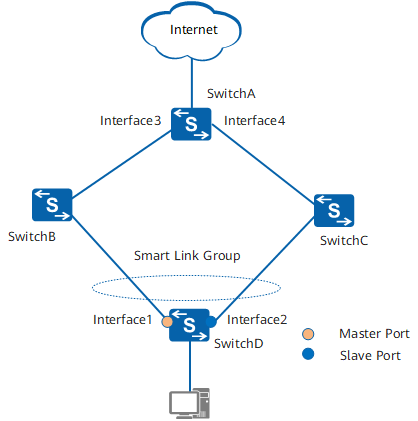 Internet
SwitchA
Interface3
Interface4
S
S
S
SwitchB
SwitchC
Smart Link Group
Interface1
Interface2
S
SwitchD
Master Port
Slave Port